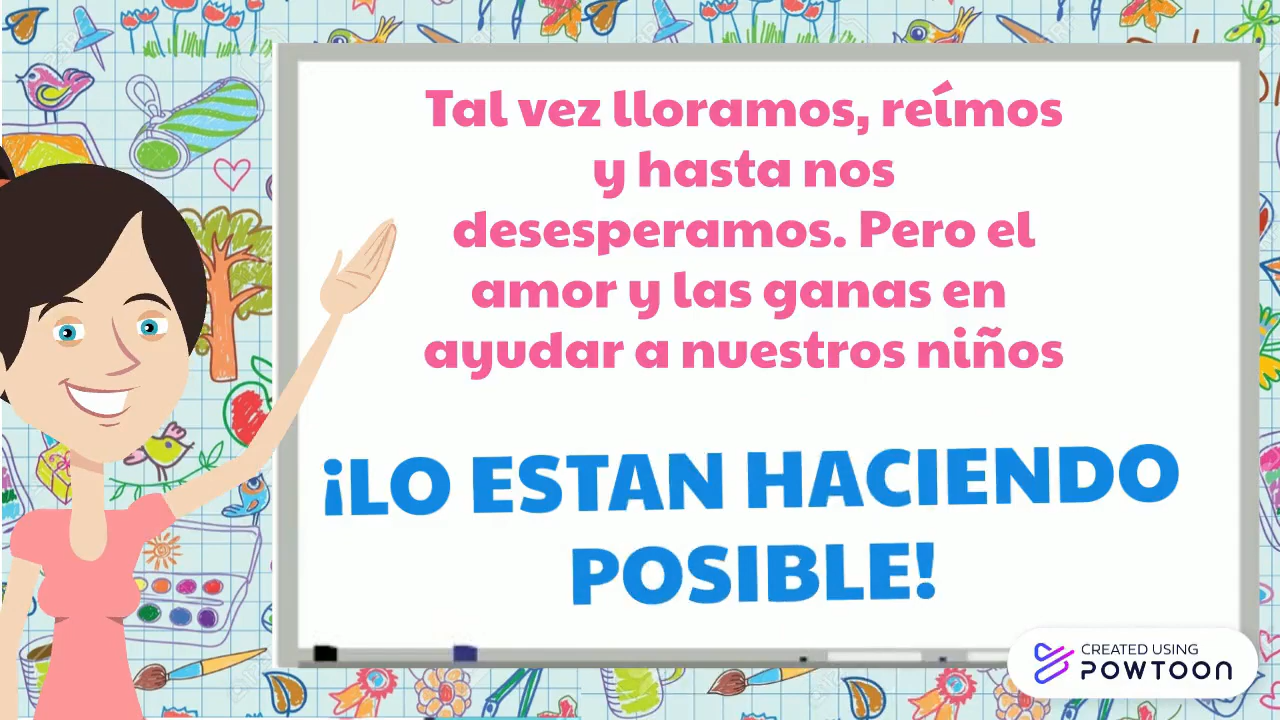 Tal vez lloramos, reímos
y hasta nos
desesperamos. Pero el
amor y las ganas en
ayudar a nuestros niños
¡LO ESTAN HACIENDO
POSIBLE!
CREATED USING
POWTOON